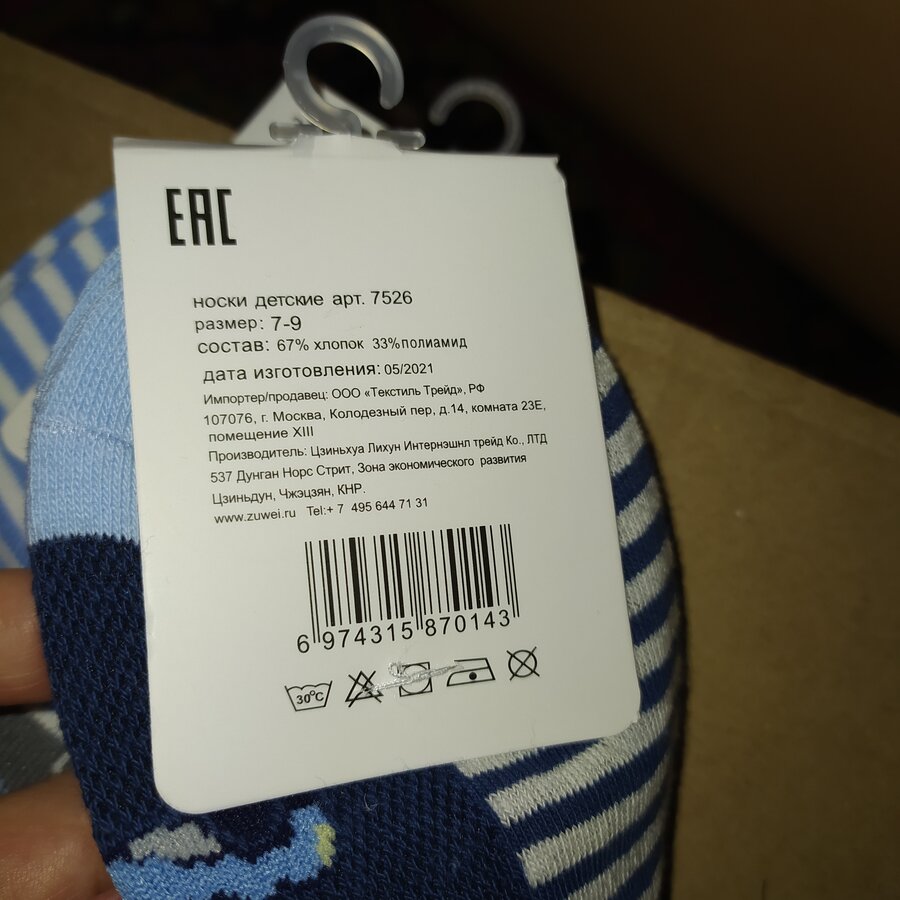 EAC
носки детские арт. 7526
размер: 7-9
состав: 67% хлопок 33%полиамид
дата изготовления: 05/2021
Импортер/продавец: ООО «Текстиль Трейд», РФ
107076, г. Москва, Колодезный пер, д.14, комната 23Е,
помещение XIII
Производитель: Цзиньхуа Лихун Интернэшнл трейд Ко., ЛТД
537 Дунган Норс Стрит, Зона экономического развития
Цзиньдун, Чжэцзян, КНР.
www.zuwei.ru Tel:+ 7 495 644 71 31
6 974315 870143
30°C